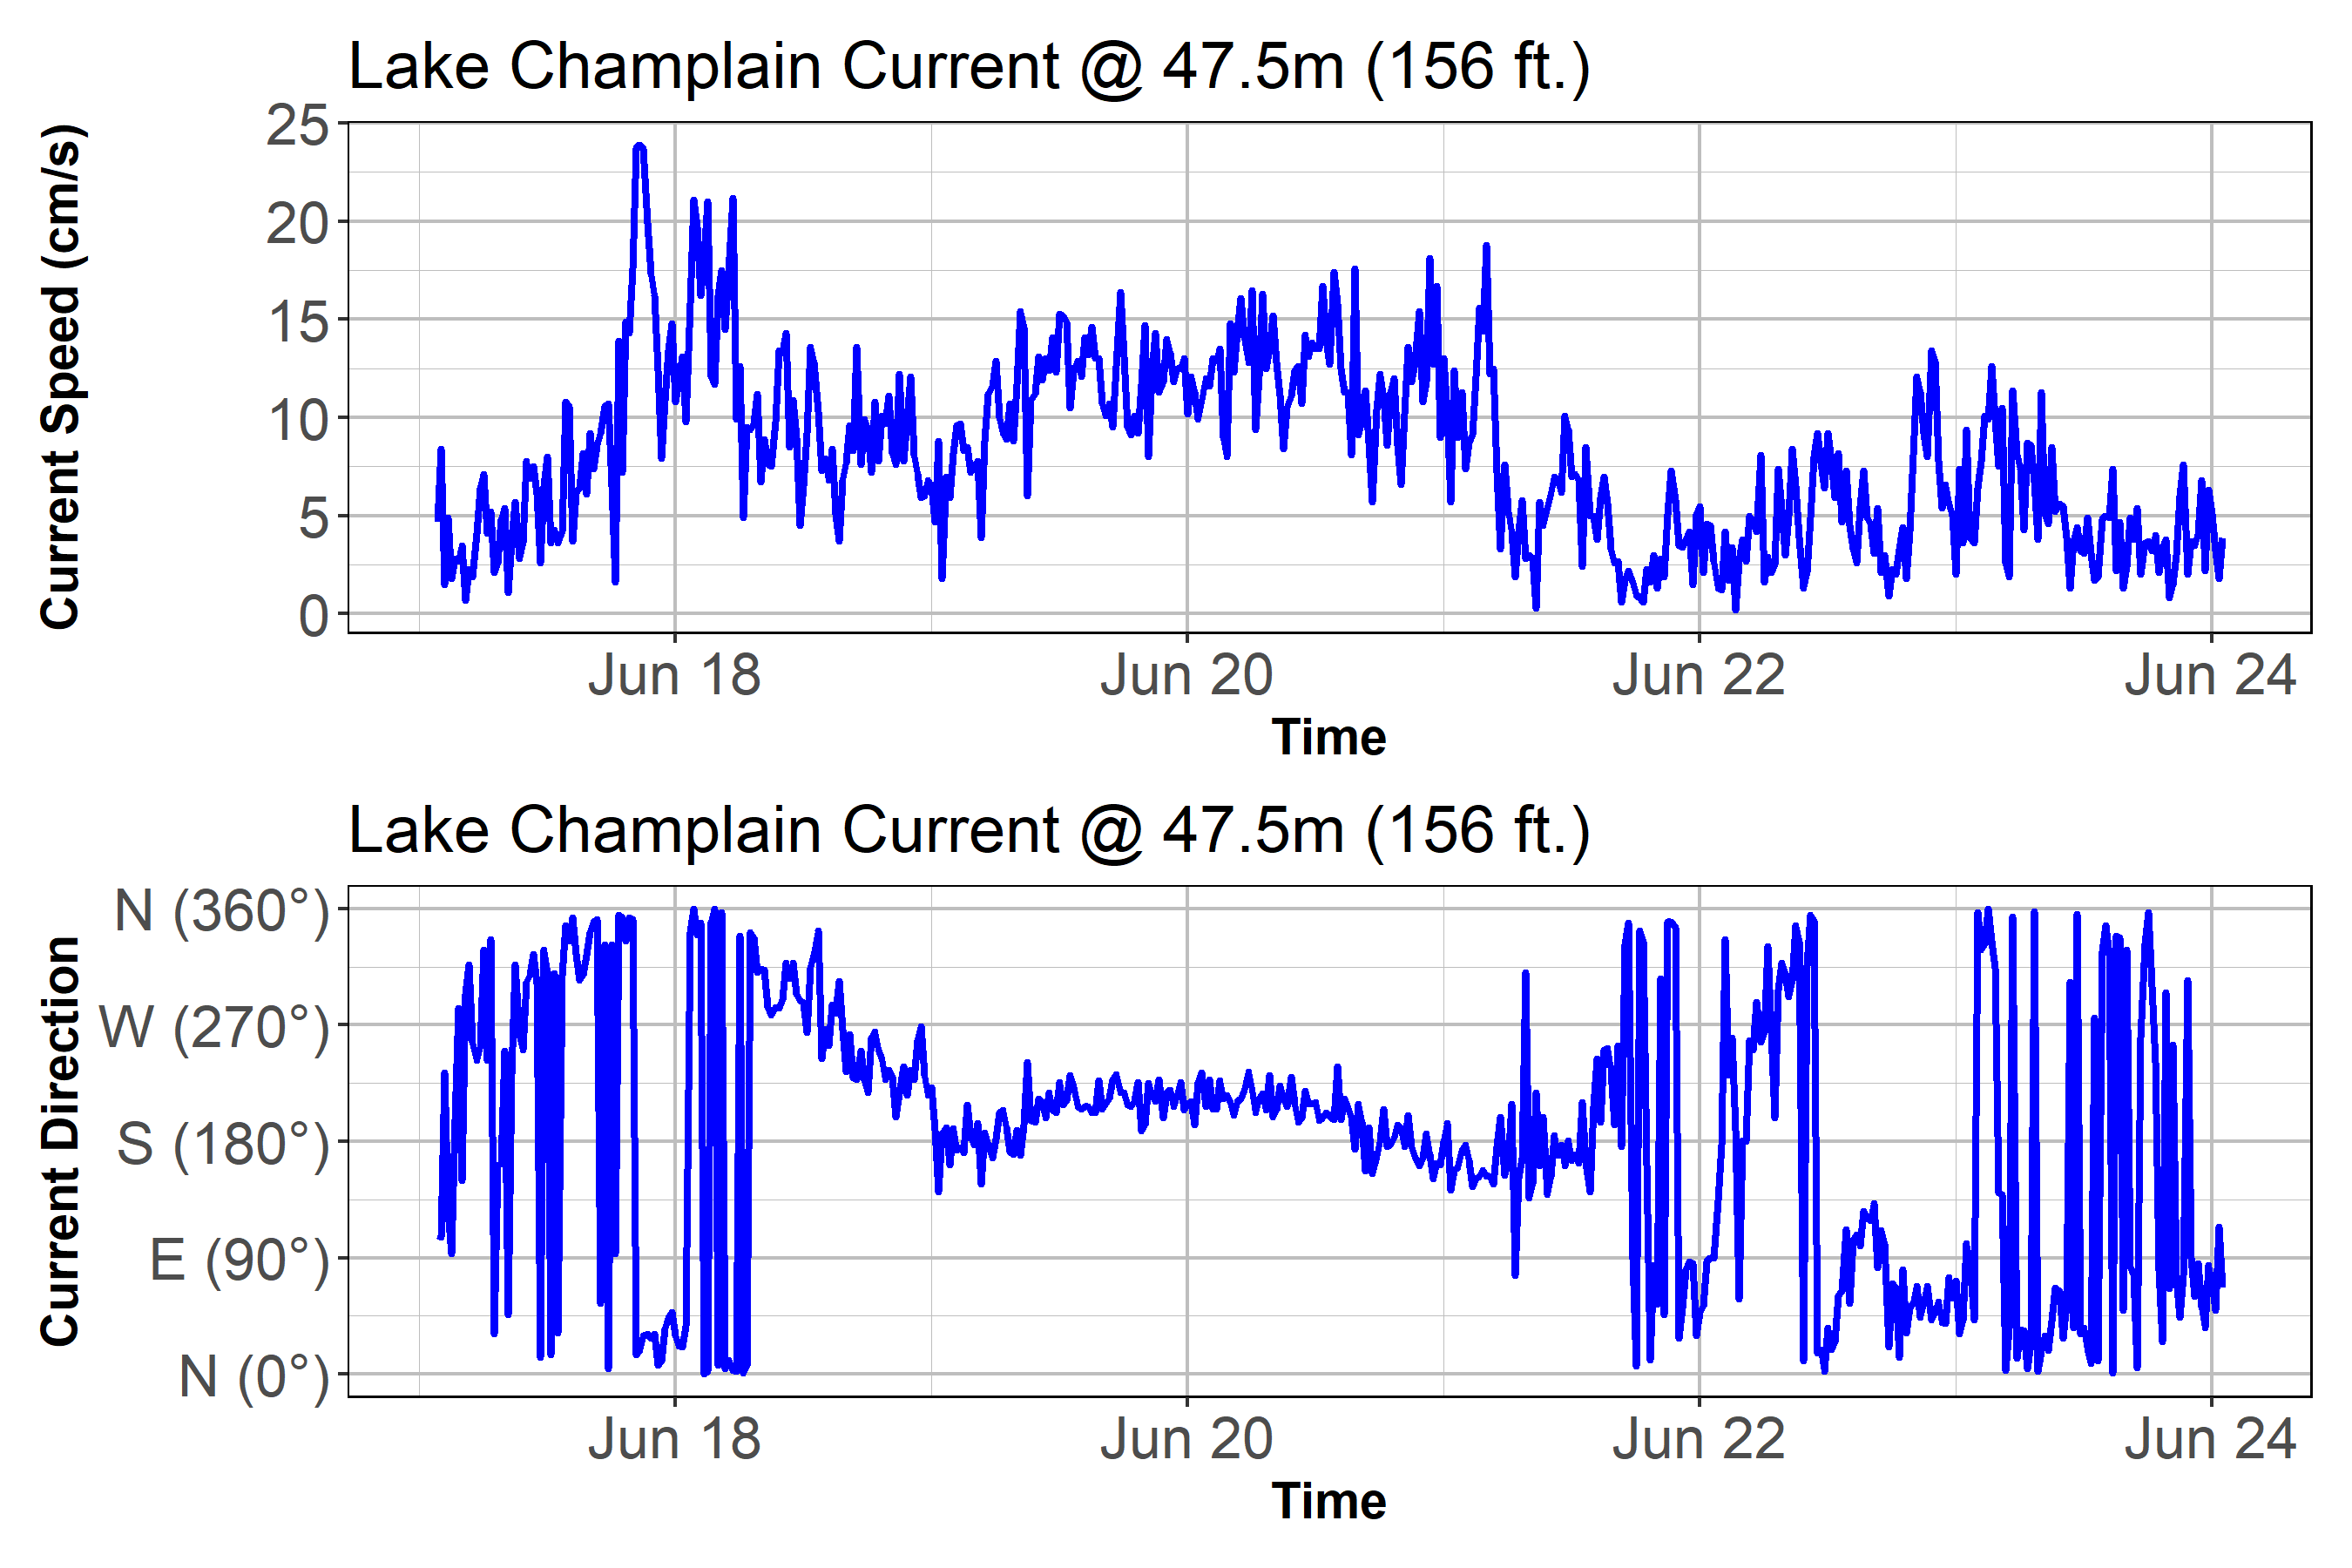 Lake Champlain Current @ 47.5m (156 ft.)
Current Speed (cm/s)
25
20
15
10
5
0
Jun 18 Jun 20 Jun 22 Jun 24
Time
Lake Champlain Current @ 47.5m (156 ft.)
Current Direction
N (360°)
W (270°)
S (180°)
E (90°)
N (0°)
Jun 18 Jun 20 Jun 22 Jun 24
Time